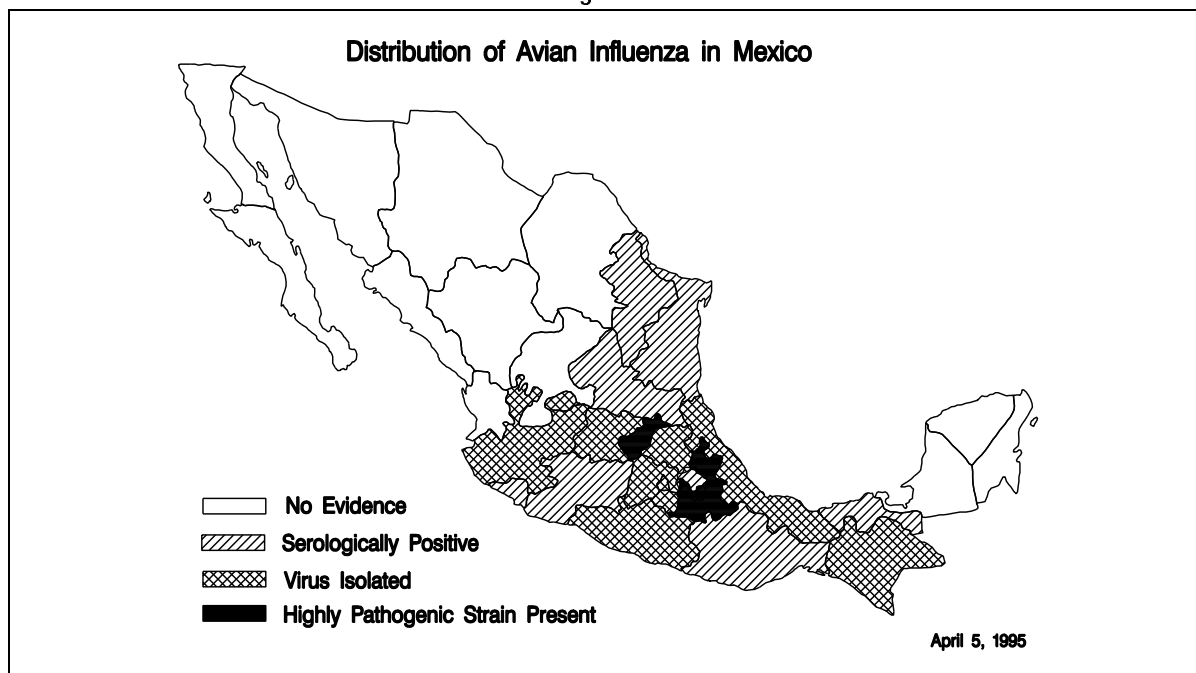 Distribution of Avian Influenza in Mexico
No Evidence
Serologically Positive
Virus Isolated
Highly Pathogenic Strain Present
April 5, 1995